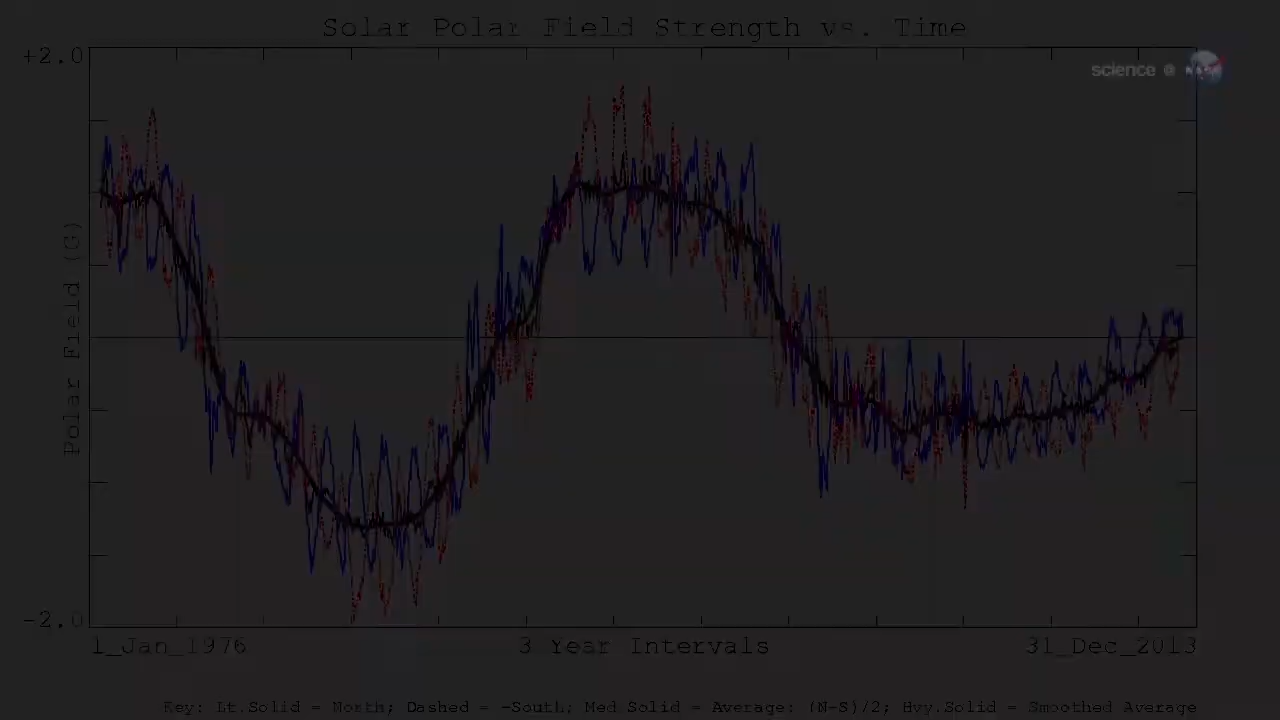 Solar Polar Field Strength vs. Time
+2.0
science @ NASA
Polar Field (G)
-2.0
1_Jan_1976
3 Year Intervals
31_Dec_2013
Key: Lt.Solid = North; Dashed = -South; Med Solid = Average: (N-S)/2; Hvy.Solid = Smoothed Average